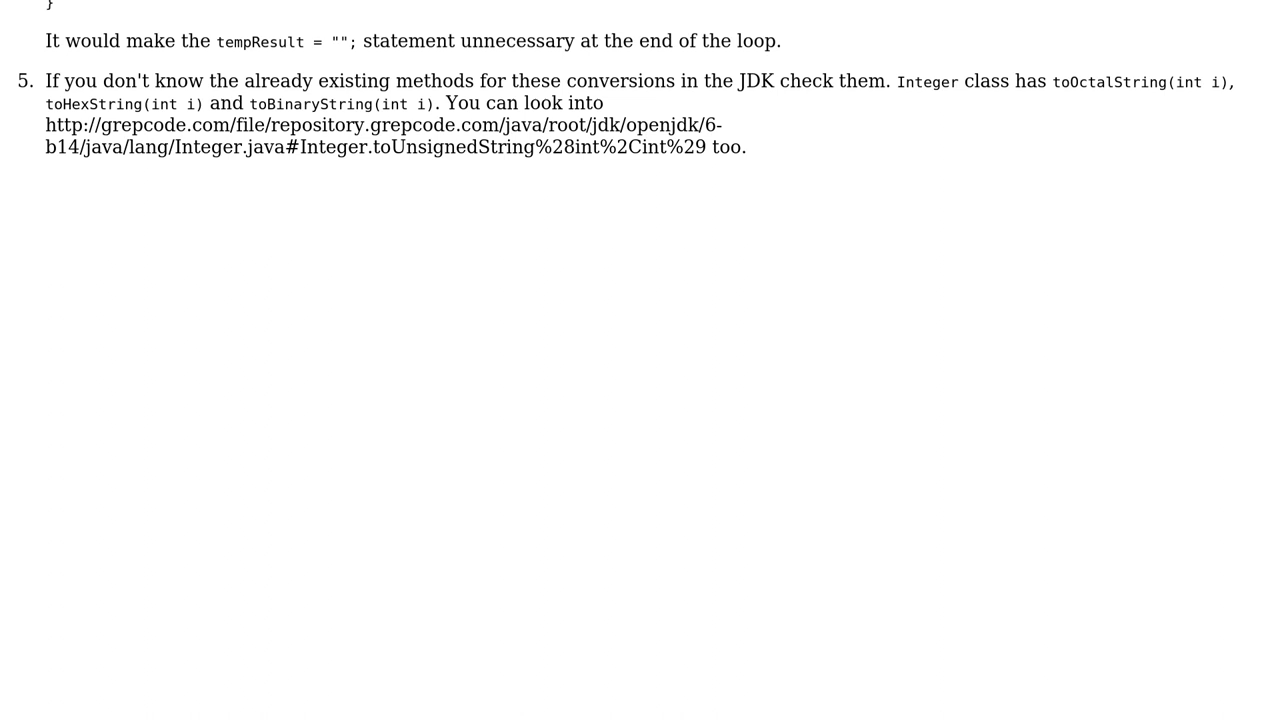 }
It would make the tempResult = ""; statement unnecessary at the end of the loop.
5. If you don't know the already existing methods for these conversions in the JDK check them. Integer class has toOctalString(int i),
toHexString(int i) and toBinaryString(int i). You can look into
http://grepcode.com/file/repository.grepcode.com/java/root/jdk/openjdk/6-
b14/java/lang/Integer.java#Integer.toUnsignedString%28int%2Cint%29 too.